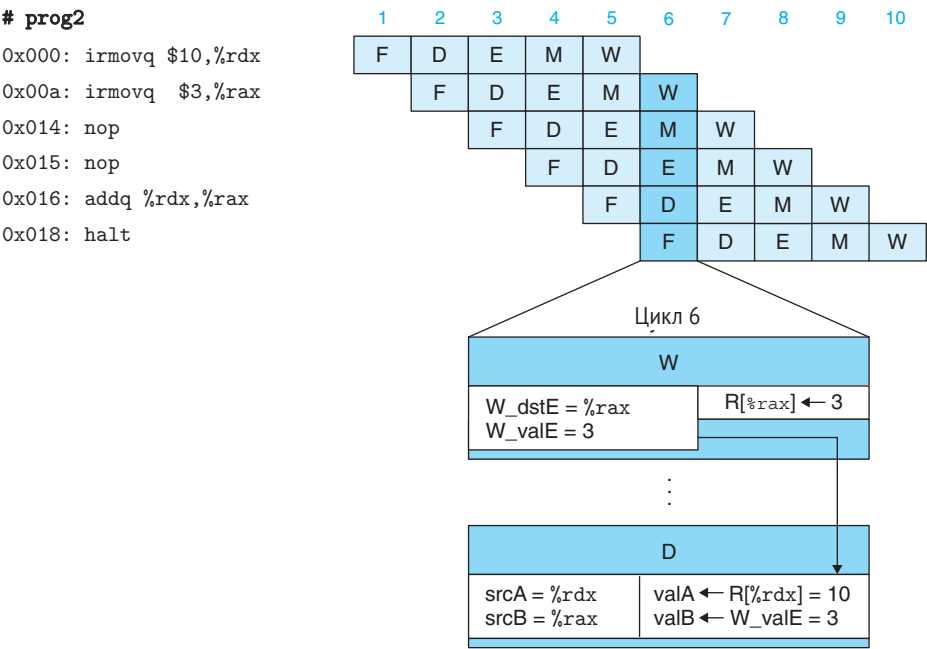 # prog2 1 2 3 4 5 6 7 8 9 10
0x000: irmovq $10,%rdx F D E M W
0x00a: irmovq $3,%rax F D E M W
0x014: nop F D E M W
0x015: nop F D E M W
0x016: addq %rdx,%rax F D E M W
0x018: halt F D E M W
Цикл 6
W
W_dstE = %rax R[%rax] ← 3
W_valE = 3
D
srcA = %rdx valA ← R[%rdx] = 10
srcB = %rax valB ← W_valE = 3